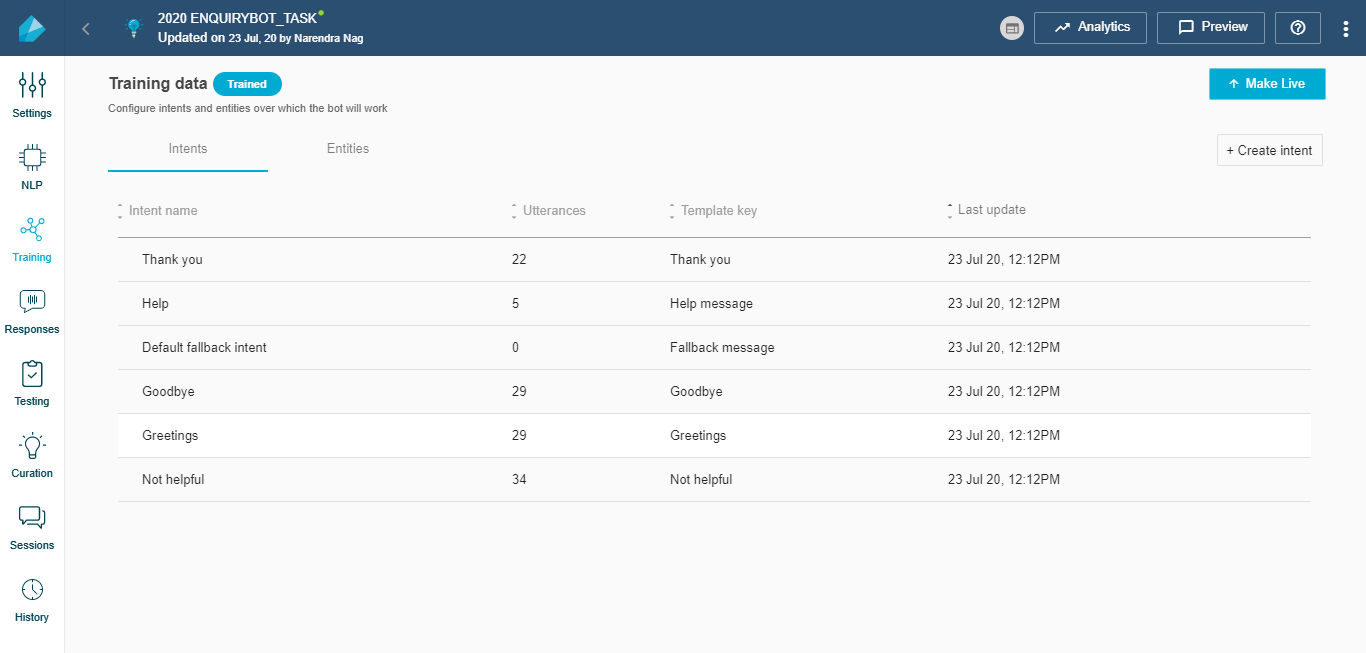 2020 ENQUIRYBOT_TASK
Updated on 23 Jul, 20 by Narendra Nag
Analytics
Preview
Settings
NLP
Training
Responses
Testing
Curation
Sessions
History
Training data Trained
Make Live
Configure intents and entities over which the bot will work
Intents Entities
+ Create intent
Intent name Utterances Template key Last update
Thank you 22 Thank you 23 Jul 20, 12:12PM
Help 5 Help message 23 Jul 20, 12:12PM
Default fallback intent 0 Fallback message 23 Jul 20, 12:12PM
Goodbye 29 Goodbye 23 Jul 20, 12:12PM
Greetings 29 Greetings 23 Jul 20, 12:12PM
Not helpful 34 Not helpful 23 Jul 20, 12:12PM